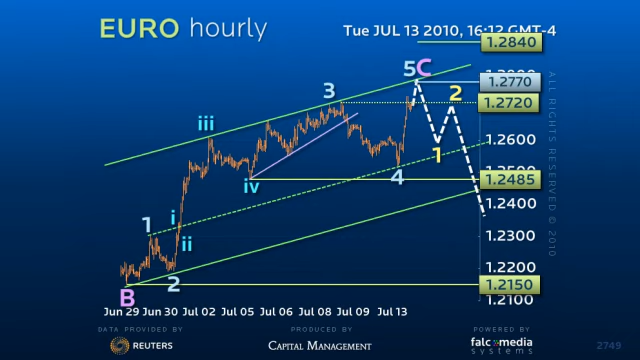 EURO hourly
Tue JUL 13 2010, 16:12 GMT-4
1.2840
5C
1.2770
3
2
1.2720
iii
1.2600
1
4
iv
1.2485
1.2400
1
i
1.2300
ii
1.2200
2
1.2150
B
1.2100
Jun 29 Jun 30 Jul 02 Jul 05 Jul 06 Jul 08 Jul 09 Jul 13
ALL RIGHTS RESERVED © 2010
DATA PROVIDED BY
REUTERS
PRODUCED BY
CAPITAL MANAGEMENT
POWERED BY
falc media
systems
2749